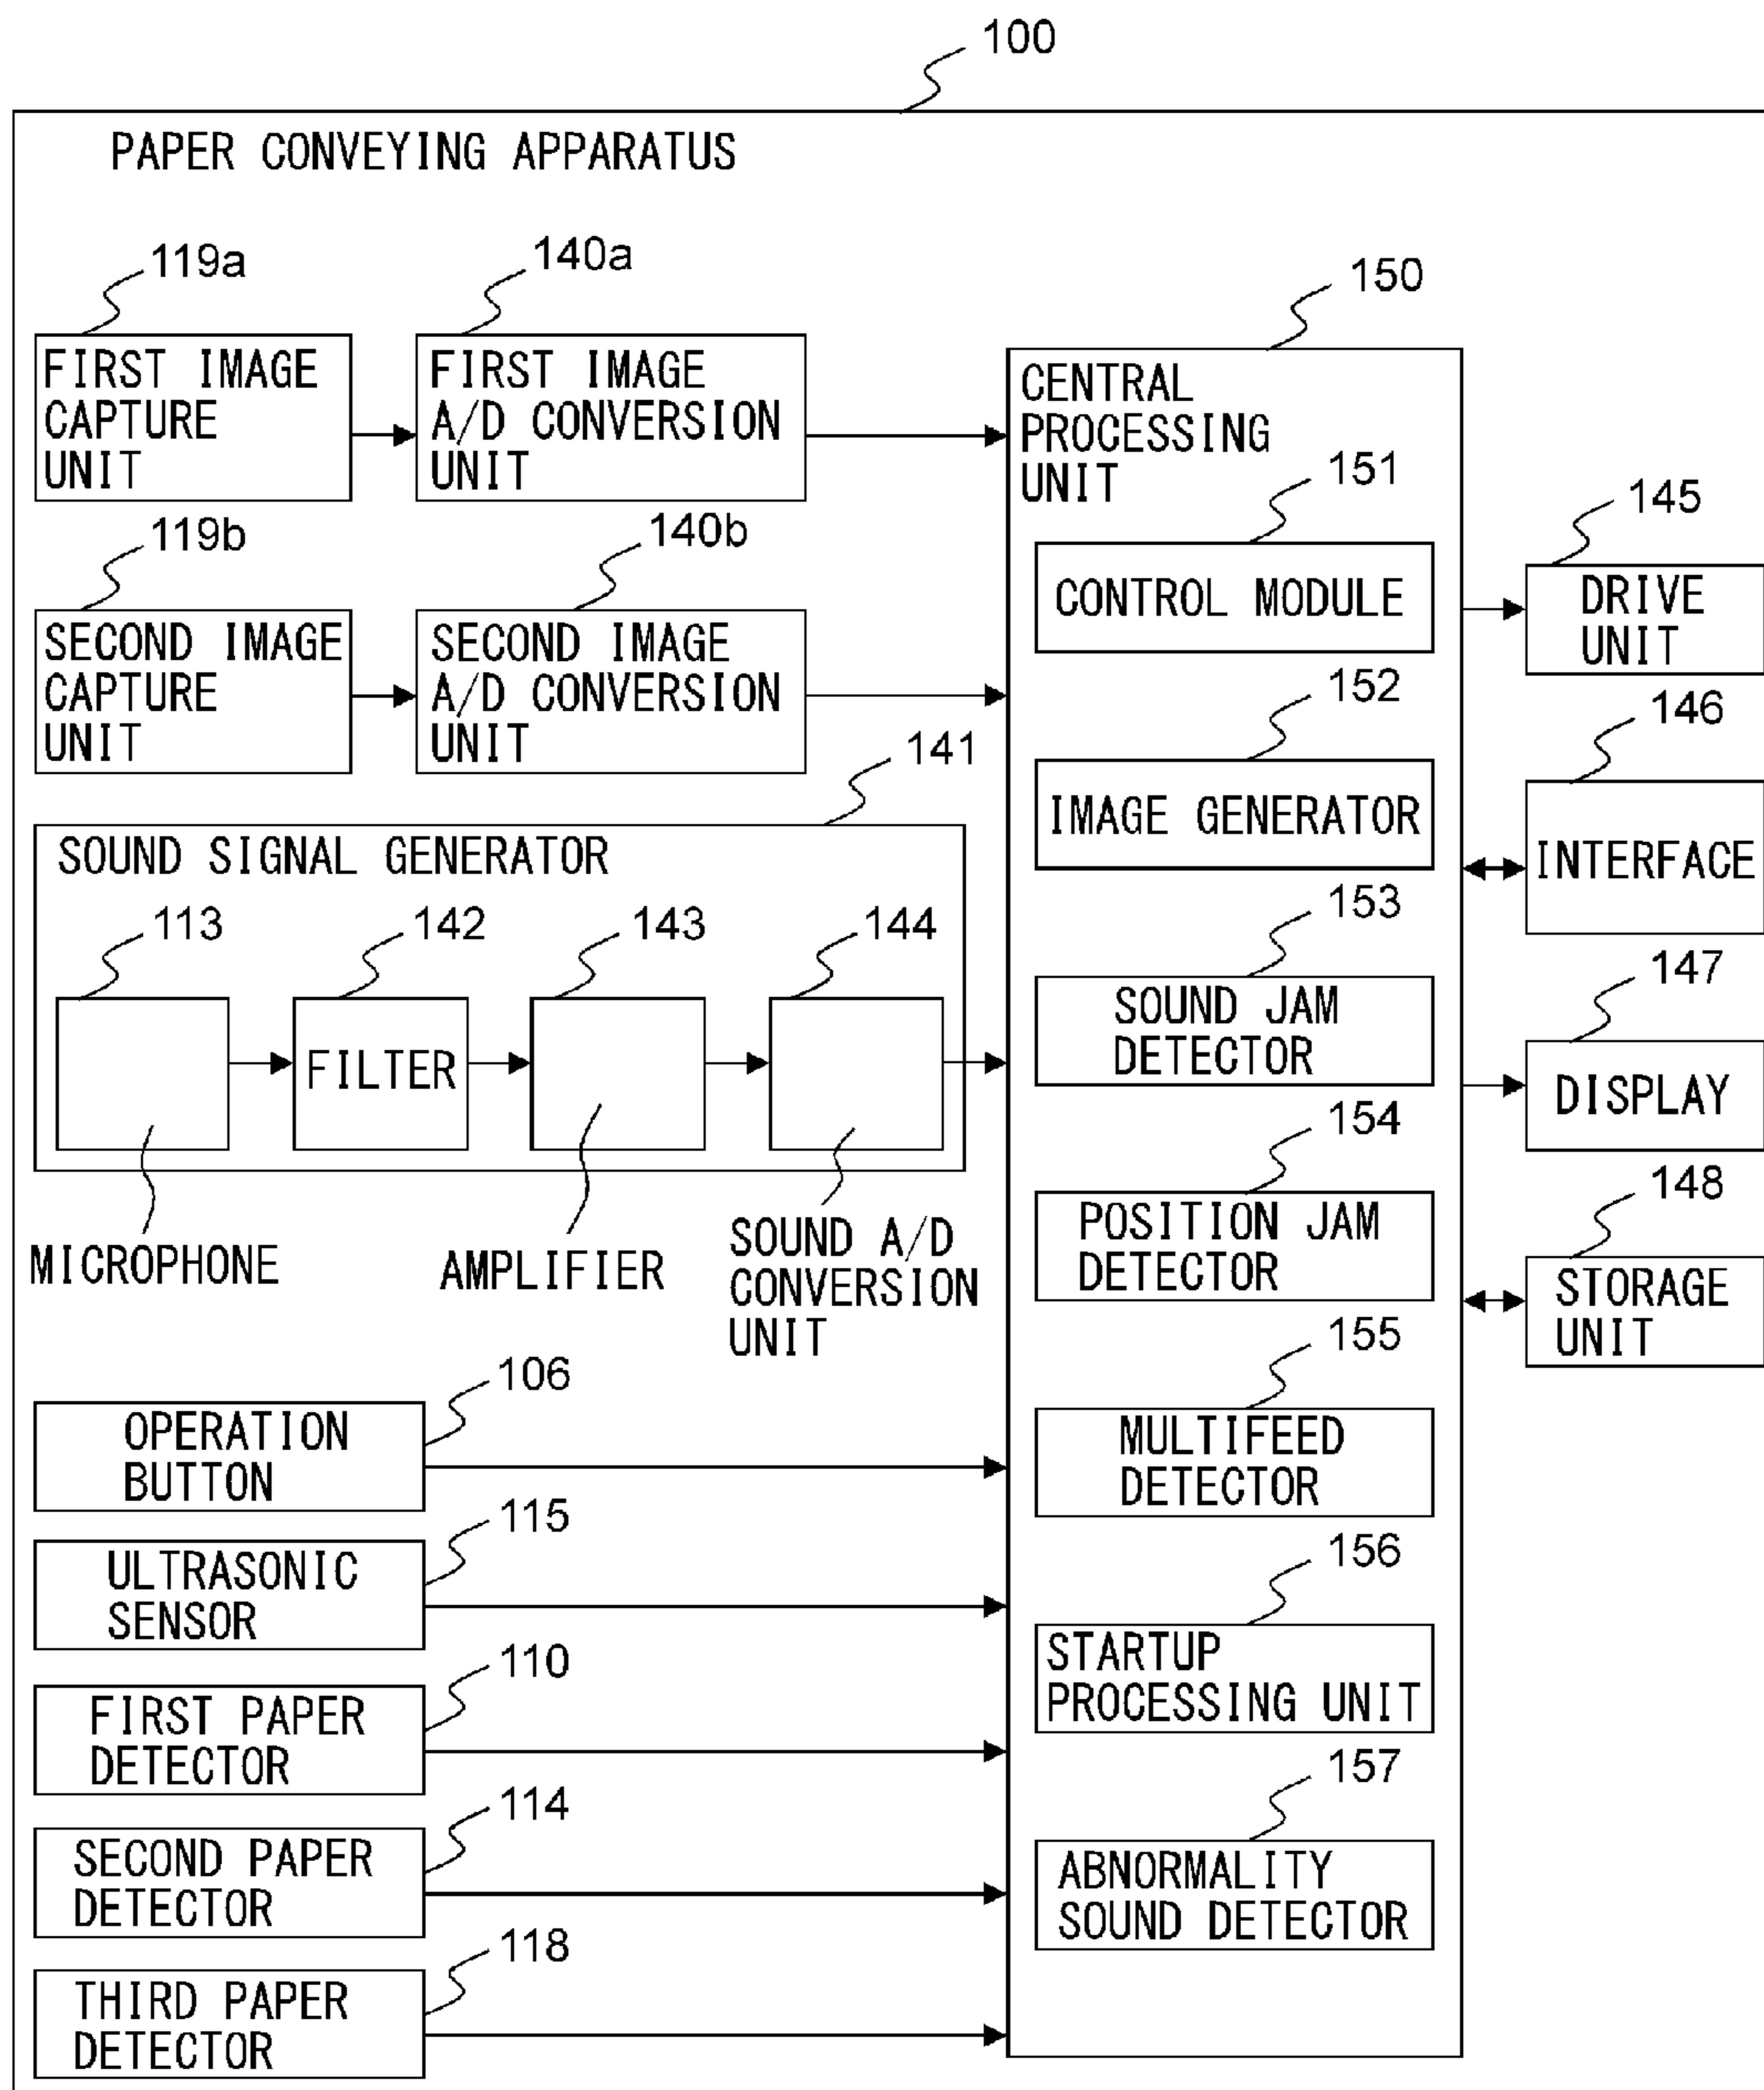 100
PAPER CONVEYING APPARATUS
119a
FIRST IMAGE
CAPTURE
UNIT
140a
FIRST IMAGE
A/D CONVERSION
UNIT
119b
SECOND IMAGE
CAPTURE
UNIT
140b
SECOND IMAGE
A/D CONVERSION
UNIT
141
SOUND SIGNAL GENERATOR
113
142
143
144
FILTER
MICROPHONE
AMPLIFIER
SOUND A/D
CONVERSION
UNIT
106
OPERATION
BUTTON
115
ULTRASONIC
SENSOR
110
FIRST PAPER
DETECTOR
114
SECOND PAPER
DETECTOR
118
THIRD PAPER
DETECTOR
150
CENTRAL
PROCESSING
UNIT
151
CONTROL MODULE
152
IMAGE GENERATOR
153
SOUND JAM
DETECTOR
154
POSITION JAM
DETECTOR
155
MULTIFEED
DETECTOR
156
STARTUP
PROCESSING UNIT
157
ABNORMALITY
SOUND DETECTOR
145
DRIVE
UNIT
146
INTERFACE
147
DISPLAY
148
STORAGE
UNIT